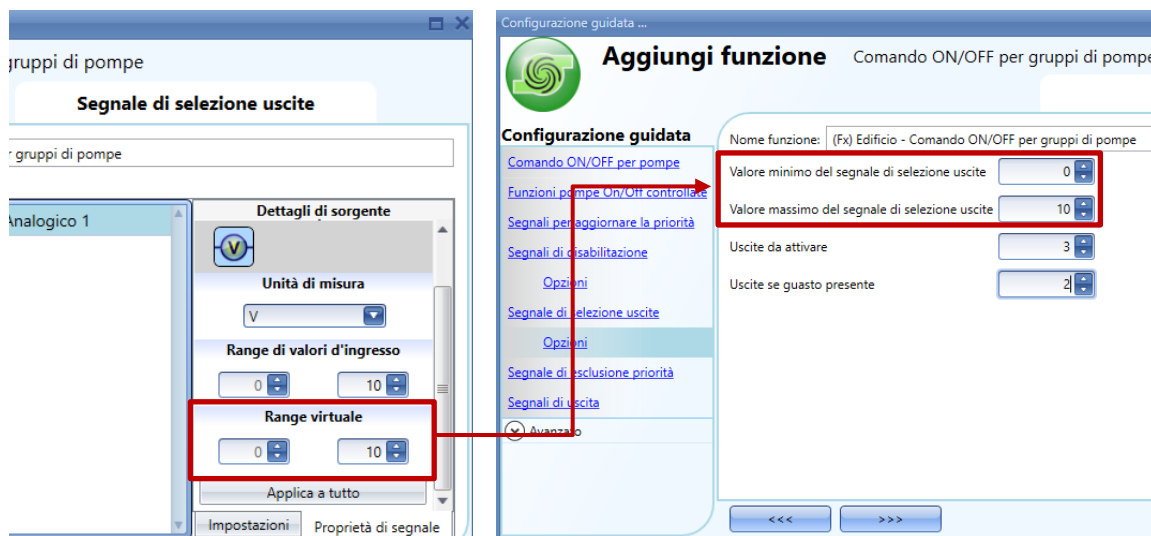 gruppi di pompe
Segnale di selezione uscite
r gruppi di pompe
Analogico 1
Dettagli di sorgente
V
Unità di misura
V
Range di valori d'ingresso
0 10
Range virtuale
0 10
Applica a tutto
Impostazioni Proprietà di segnale
Configurazione guidata ...
Aggiungi funzione Comando ON/OFF per gruppi di pompe
Configurazione guidata
Comando ON/OFF per pompe
Funzioni pompe On/Off controllate
Segnali per aggiornare la priorità
Segnali di disabilitazione
Opzioni
Segnale di selezione uscite
Opzioni
Segnale di esclusione priorità
Segnali di uscita
Avanzato
Nome funzione: (Fx) Edificio - Comando ON/OFF per gruppi di pompe
Valore minimo del segnale di selezione uscite 0
Valore massimo del segnale di selezione uscite 10
Uscite da attivare 3
Uscite se guasto presente 2
<<< >>>